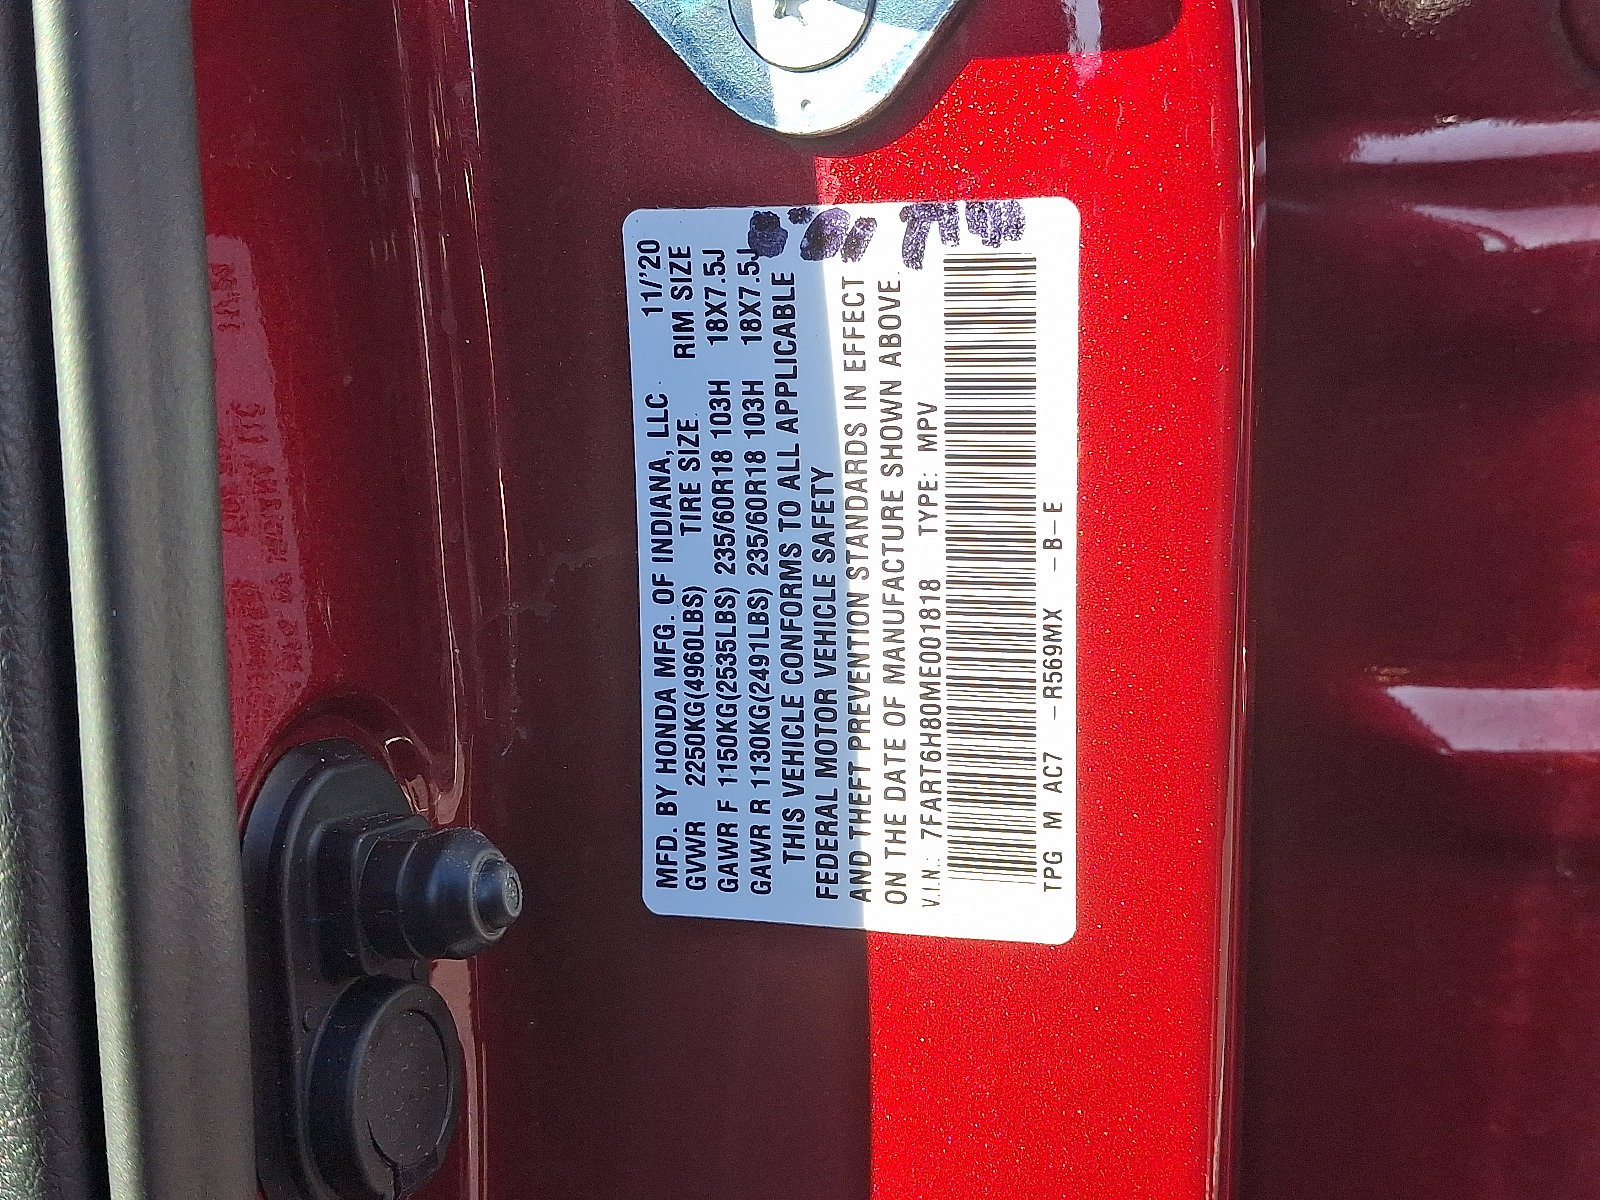 MFD. BY HONDA MFG. OF INDIANA, LLC 11/'20
GVWR 2250KG(4960LBS) TIRE SIZE RIM SIZE
GAWR F 1150KG(2535LBS) 235/60R18 103H 18X7.5J
GAWR R 1130KG(2491LBS) 235/60R18 103H 18X7.5J
THIS VEHICLE CONFORMS TO ALL APPLICABLE
FEDERAL MOTOR VEHICLE SAFETY
AND THEFT PREVENTION STANDARDS IN EFFECT
ON THE DATE OF MANUFACTURE SHOWN ABOVE.
V.I.N.: 7FART6H80ME001818 TYPE: MPV
TPG M AC7 -R569MX -B-E